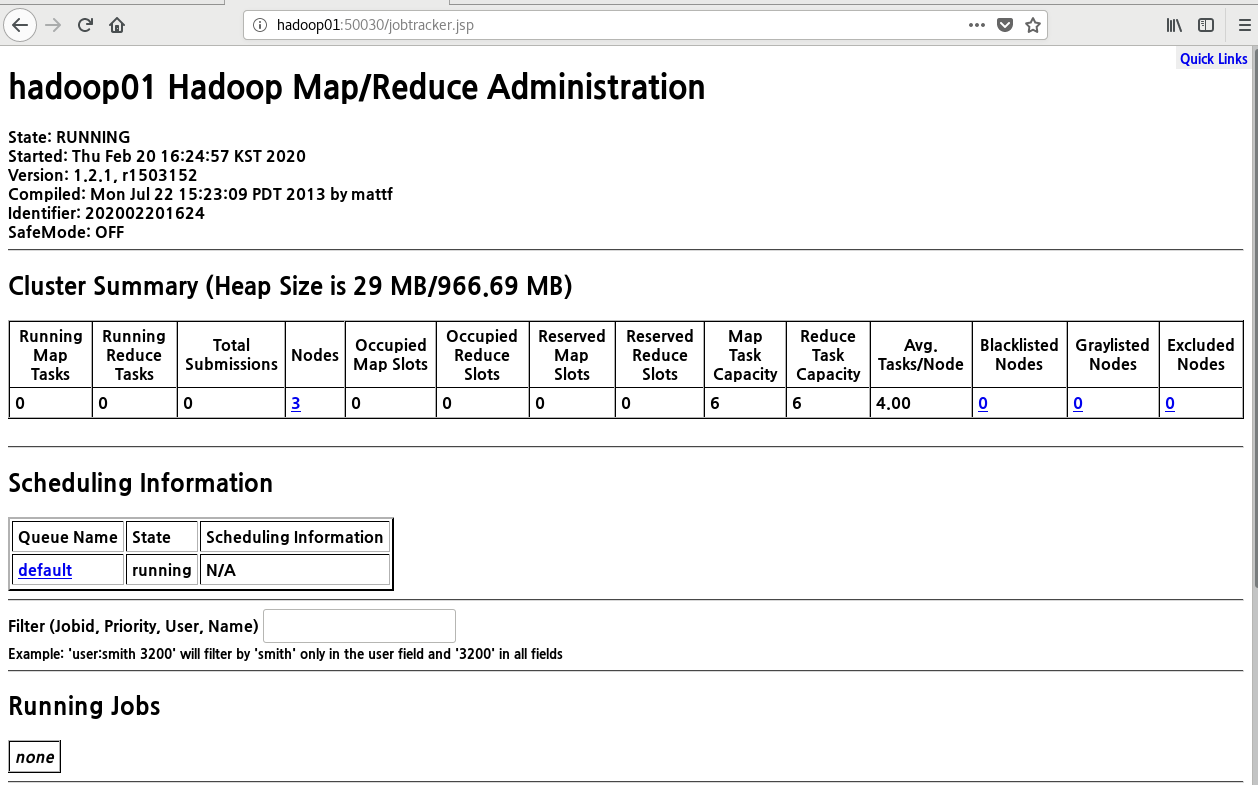 hadoop01:50030/jobtracker.jsp
Quick Links
hadoop01 Hadoop Map/Reduce Administration
State: RUNNING
Started: Thu Feb 20 16:24:57 KST 2020
Version: 1.2.1, r1503152
Compiled: Mon Jul 22 15:23:09 PDT 2013 by mattf
Identifier: 202002201624
SafeMode: OFF
Cluster Summary (Heap Size is 29 MB/966.69 MB)
Running Map Tasks Running Reduce Tasks Total Submissions Nodes Occupied Map Slots Occupied Reduce Slots Reserved Map Slots Reserved Reduce Slots Map Task Capacity Reduce Task Capacity Avg. Tasks/Node Blacklisted Nodes Graylisted Nodes Excluded Nodes
0 0 0 3 0 0 0 0 6 6 4.00 0 0 0
Scheduling Information
Queue Name State Scheduling Information
default running N/A
Filter (Jobid, Priority, User, Name)
Example: 'user:smith 3200' will filter by 'smith' only in the user field and '3200' in all fields
Running Jobs
none